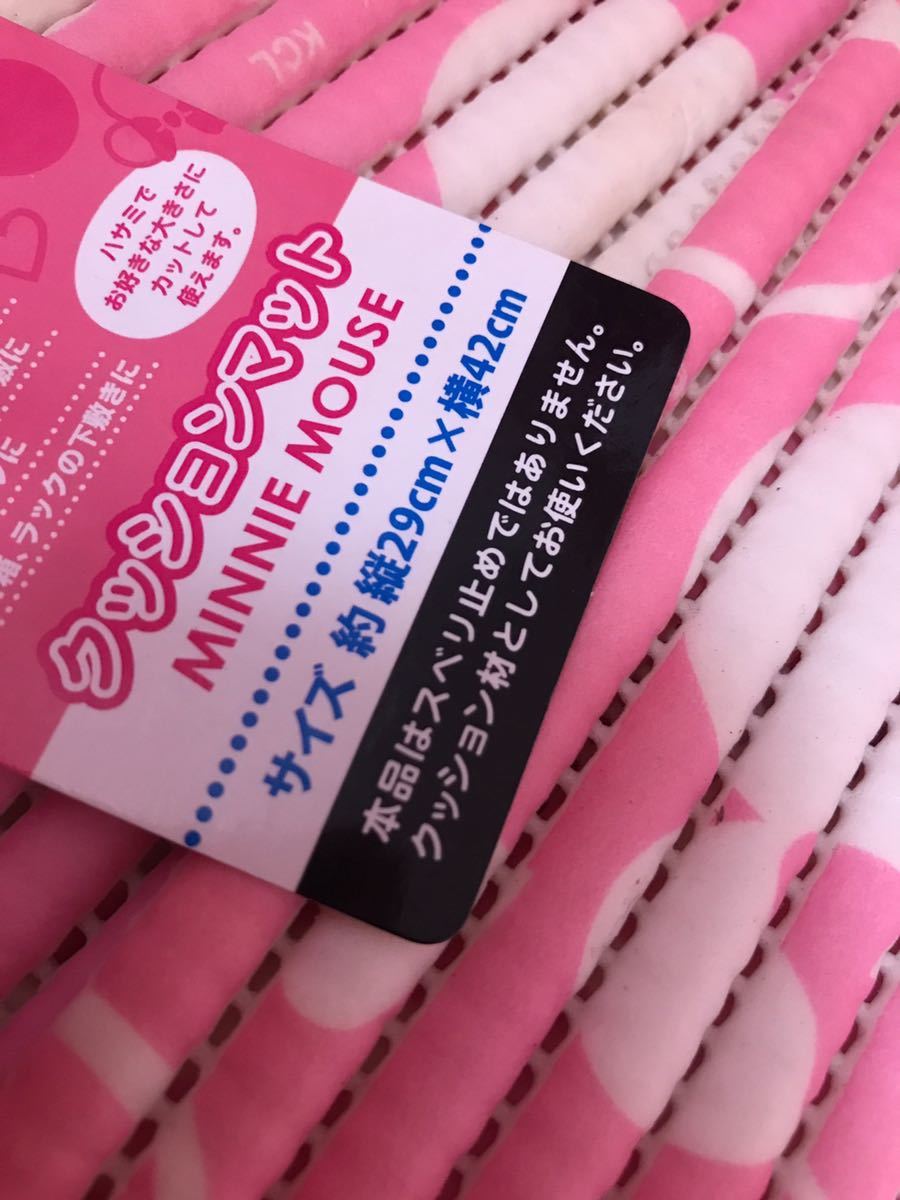 KCL
ハサミで
お好きな大きさに
カットして
使えます。
敷に
に
箱、ラックの下敷きに
クッションマット
MINNIE MOUSE
サイズ 約 縦29cm×横42cm
本品はスベリ止めではありません。
クッション材としてお使いください。